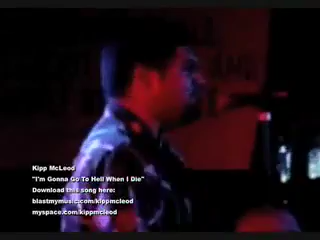 Kipp McLeod
"I'm Gonna Go To Hell When I Die"
Download this song here:
blastmymusic.com/kippmcleod
myspace.com/kippmcleod